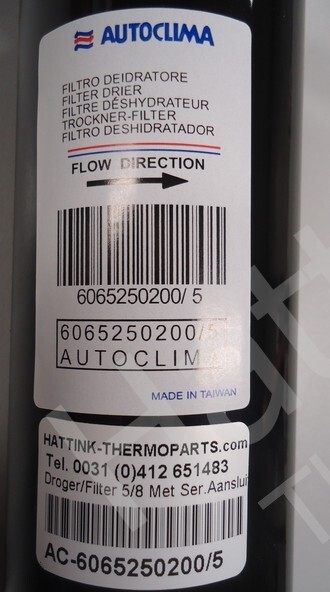 AUTOCLIMA
FILTRO DEIDRATORE
FILTER DRIER
FILTRE DÉSHYDRATEUR
TROCKNER-FILTER
FILTRO DESHIDRATADOR
FLOW DIRECTION
6065250200/ 5
6065250200/5
AUTOCLIMA
MADE IN TAIWAN
HATTINK-THERMOPARTS.com
Tel. 0031 (0)412 651483
Droger/Filter 5/8 Met Ser.Aanslui
AC-6065250200/5